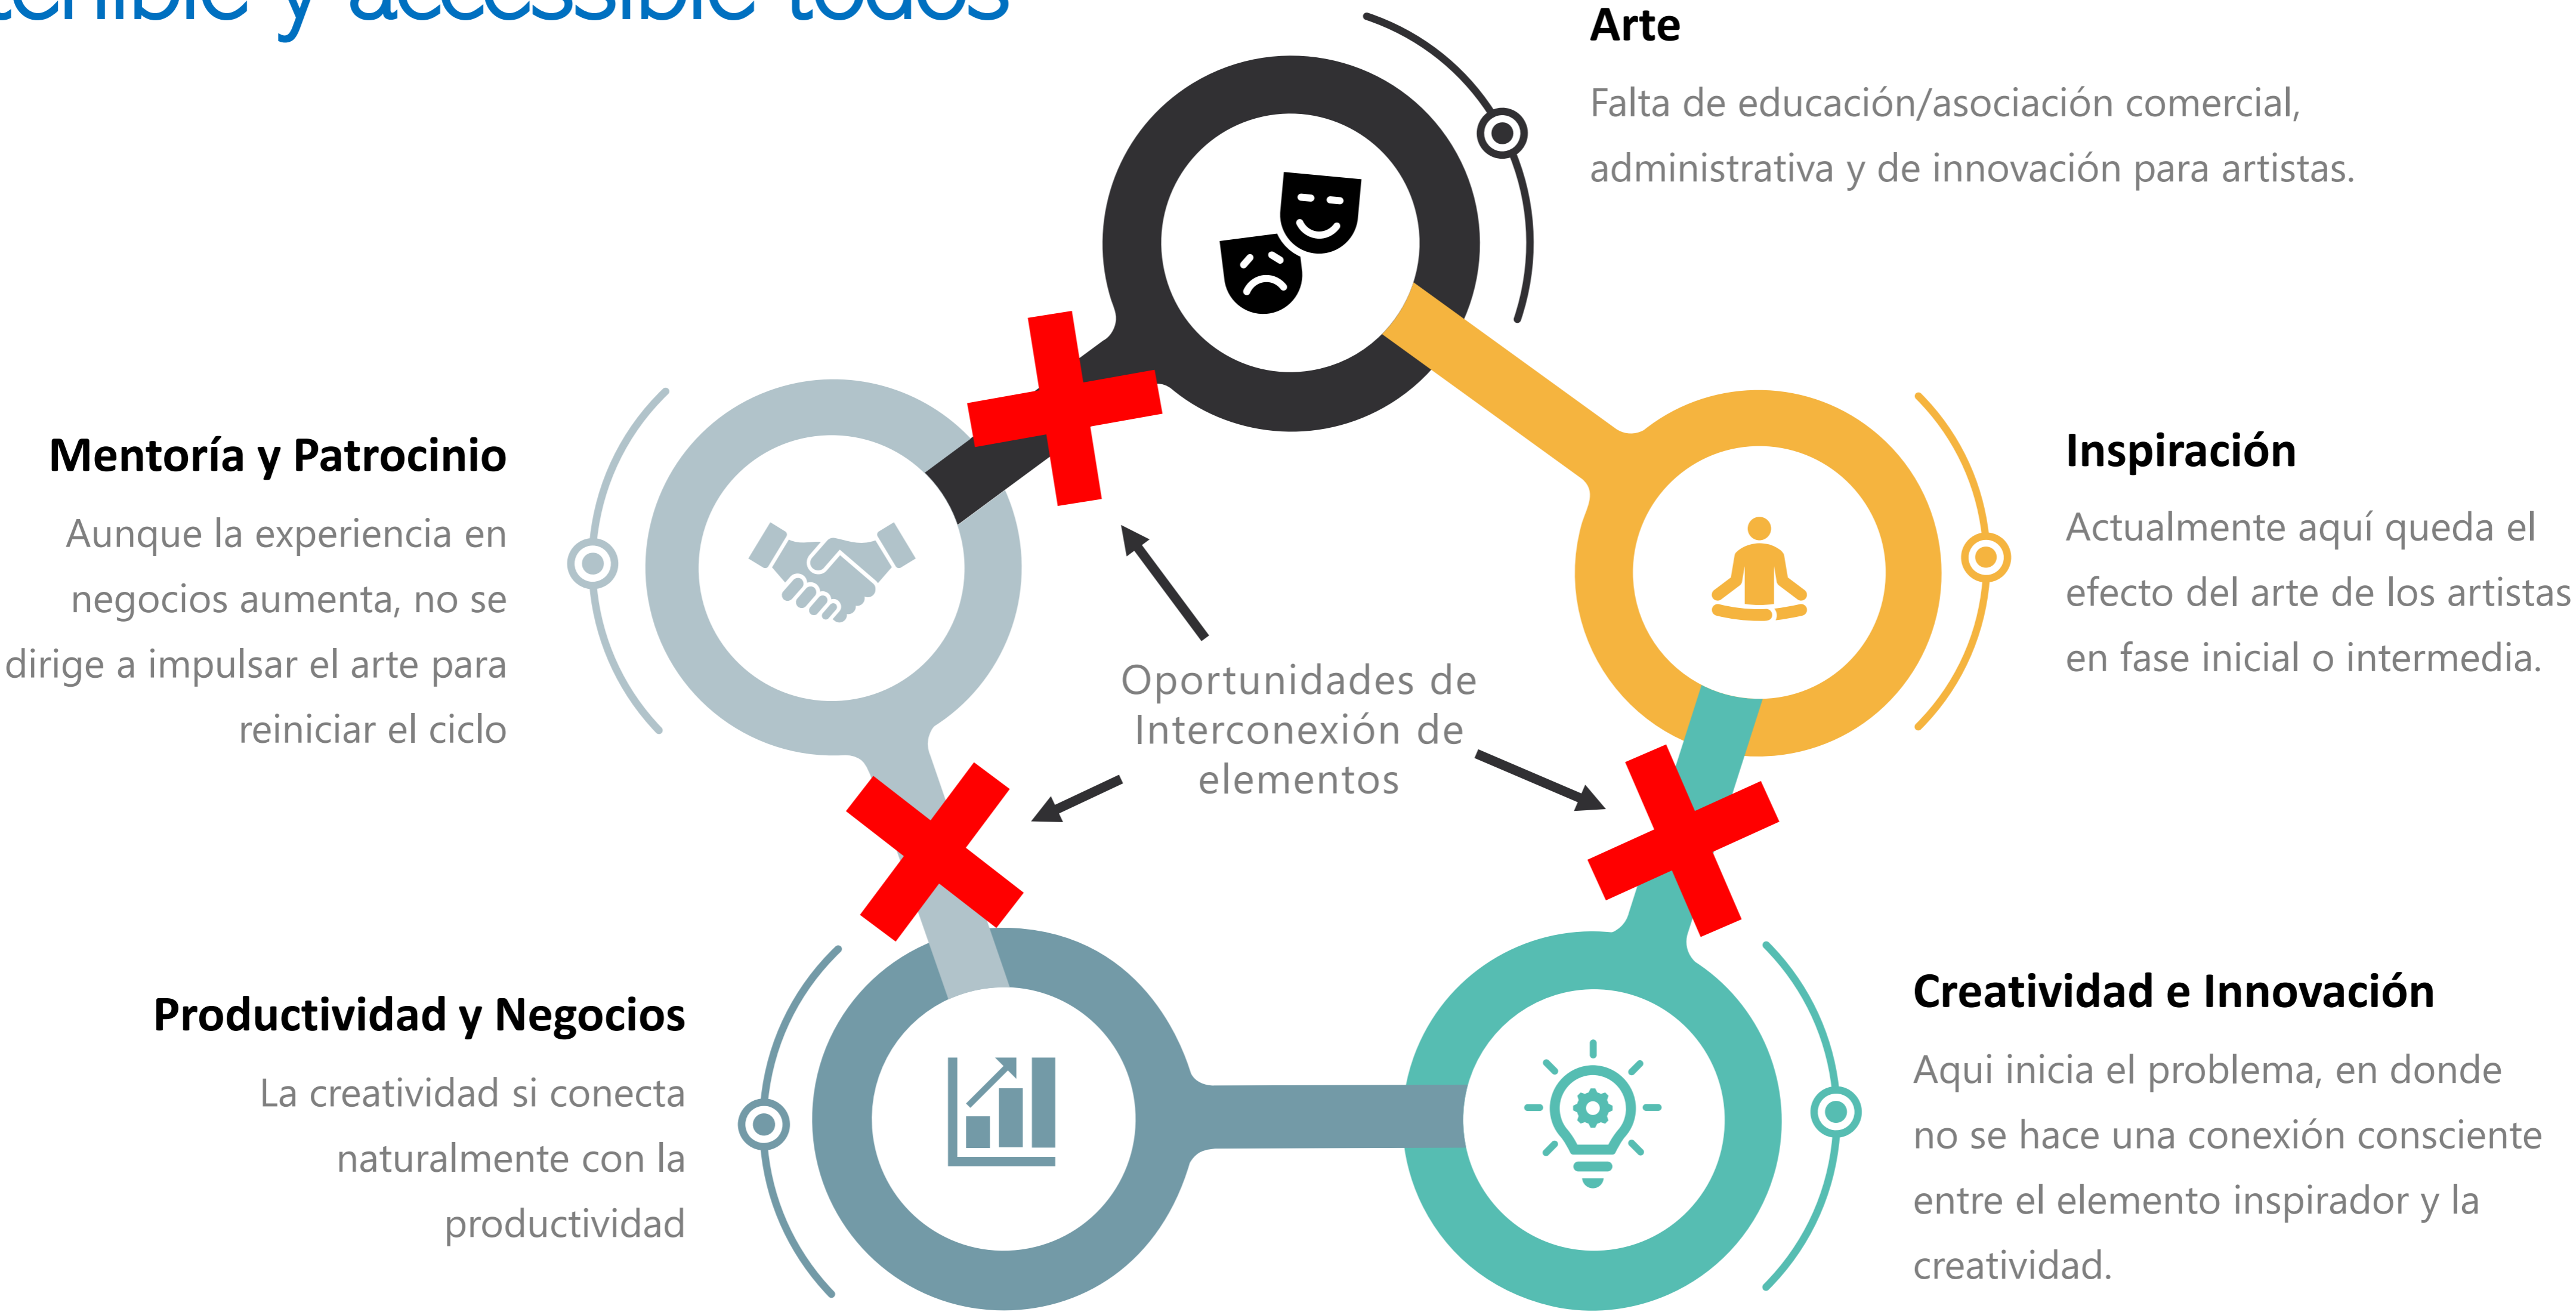 y accessible todos
Arte
Falta de educación/asociación comercial,
administrativa y de innovación para artistas.
Mentoría y Patrocinio
Aunque la experiencia en
negocios aumenta, no se
dirige a impulsar el arte para
reiniciar el ciclo
Inspiración
Actualmente aquí queda el
efecto del arte de los artistas
en fase inicial o intermedia.
Oportunidades de
Interconexión de
elementos
Productividad y Negocios
La creatividad si conecta
naturalmente con la
productividad
Creatividad e Innovación
Aqui inicia el problema, en donde
no se hace una conexión consciente
entre el elemento inspirador y la
creatividad.